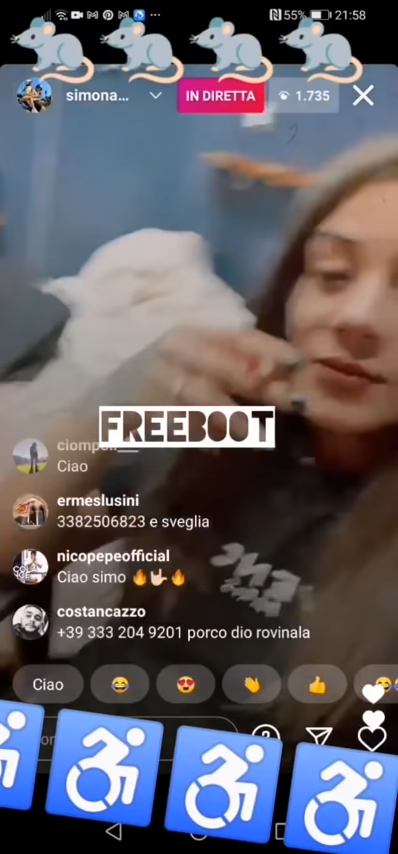 55% 21:58
simona...
IN DIRETTA
1.735
FREEBOOT
Ciao
ermeslusini
3382506823 e sveglia
nicopepeofficial
Ciao simo 🔥🤟🏻🔥
costancazzo
+39 333 204 9201 porco dio rovinala
Ciao